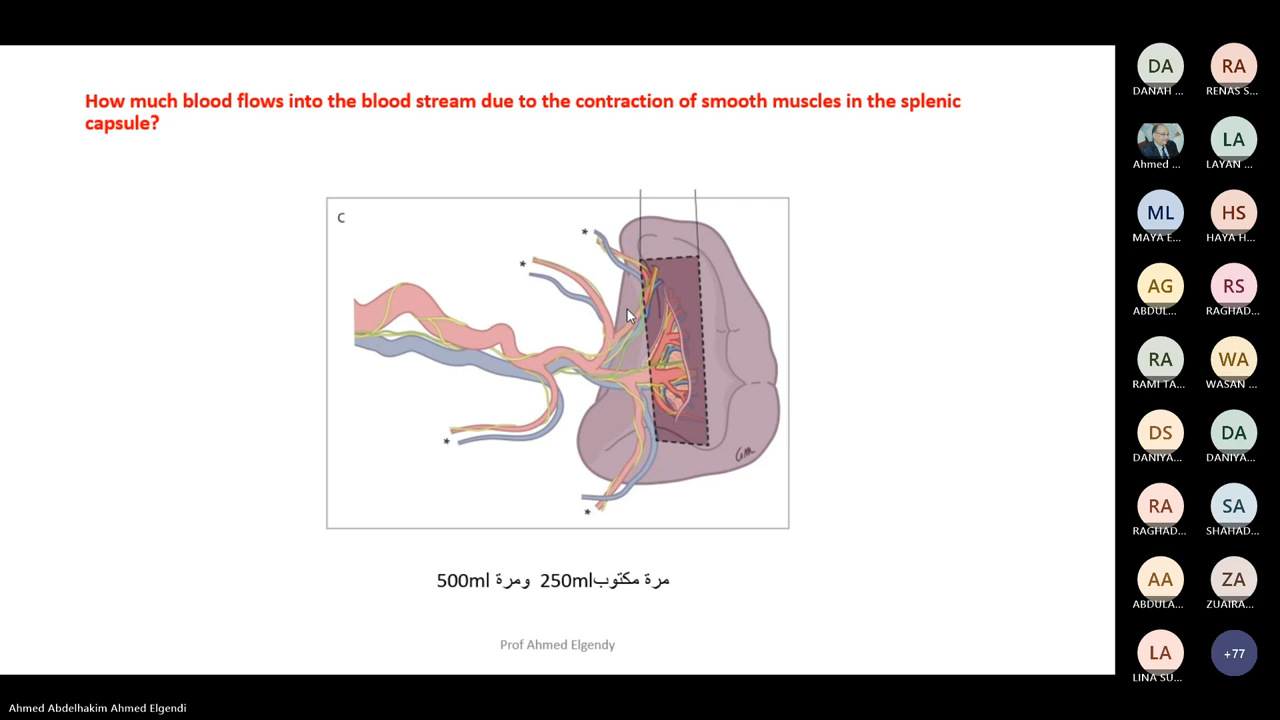 How much blood flows into the blood stream due to the contraction of smooth muscles in the splenic
capsule?
C
*
*
*
*
مرة مكتوب250ml ومرة 500ml
Prof Ahmed Elgendy
DA
DANAH ...
RA
RENAS S...
Ahmed ...
LA
LAYAN ...
ML
MAYA E...
HS
HAYA H...
AG
ABDUL...
RS
RAGHAD...
RA
RAMI TA...
WA
WASAN ...
DS
DANIYA...
DA
DANIYA...
RA
RAGHAD...
SA
SHAHAD...
AA
ABDULA...
ZA
ZUAIRA...
LA
LINA SU...
+77
Ahmed Abdelhakim Ahmed Elgendi